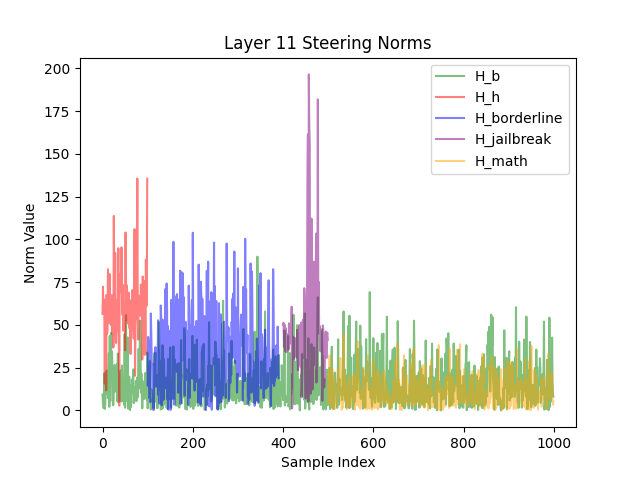 Layer 11 Steering Norms
200
175
150
125
100
75
50
25
0
Norm Value
H_b
H_h
H_borderline
H_jailbreak
H_math
0
200
400
600
800
1000
Sample Index